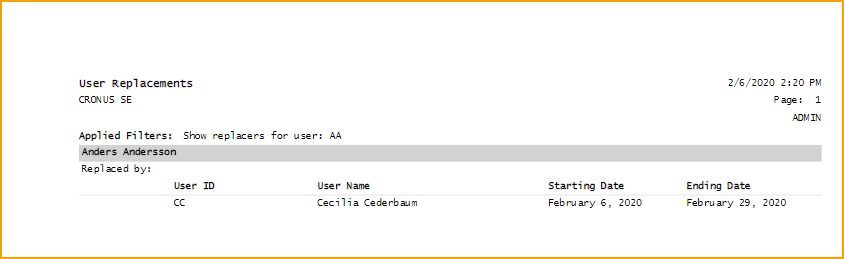 User Replacements 2/6/2020 2:20 PM
CRONUS SE Page: 1
ADMIN
Applied Filters: Show replacers for user: AA
Anders Andersson
Replaced by:
User ID User Name Starting Date Ending Date
CC Cecilia Cederbaum February 6, 2020 February 29, 2020